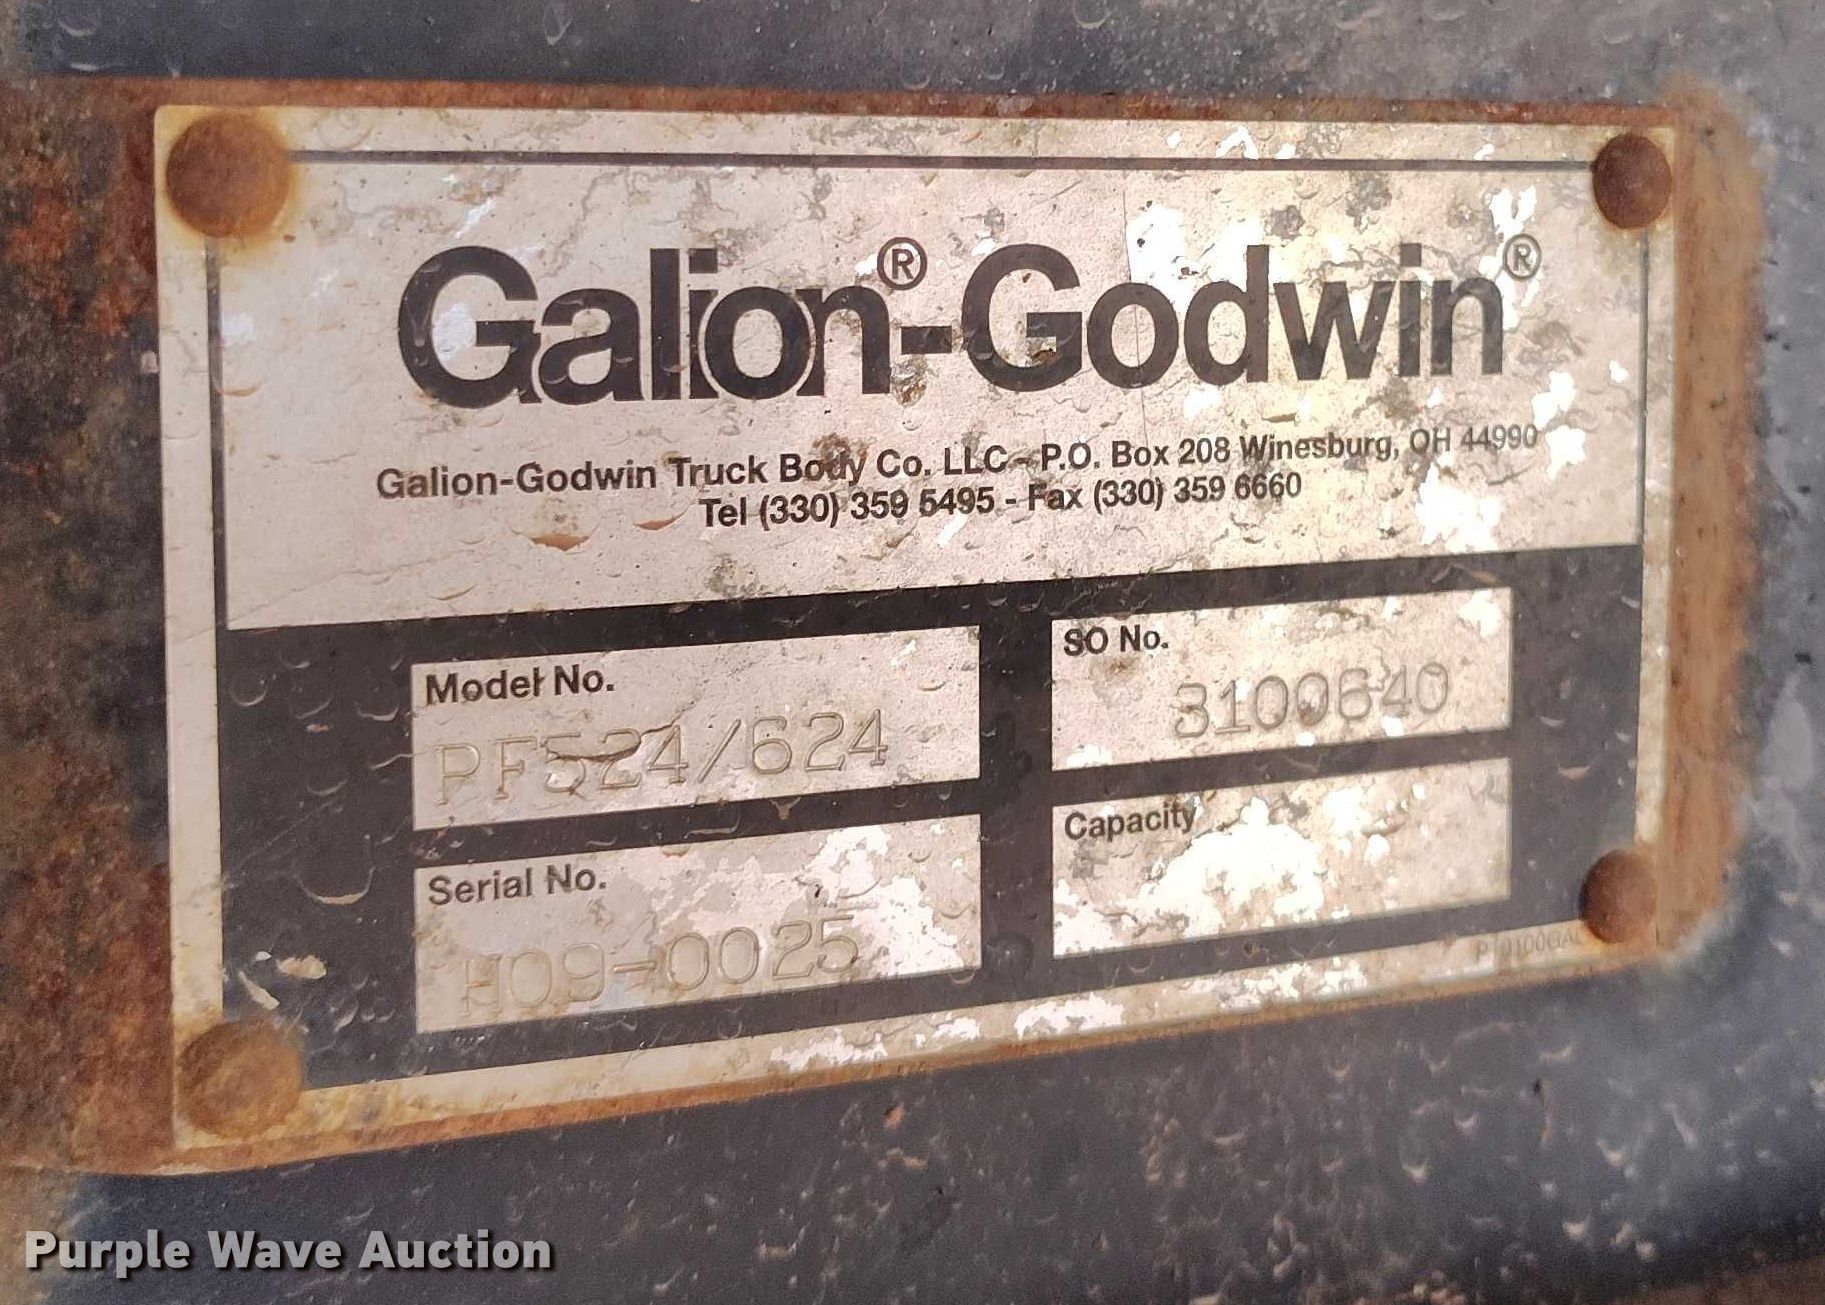 Galion®-Godwin®
Galion-Godwin Truck Body Co. LLC - P.O. Box 208 Winesburg, OH 44990
Tel (330) 359 5495 - Fax (330) 359 6660
Model No.
PF524/624
SO No.
3100640
Serial No.
H09-0025
Capacity
Purple Wave Auction